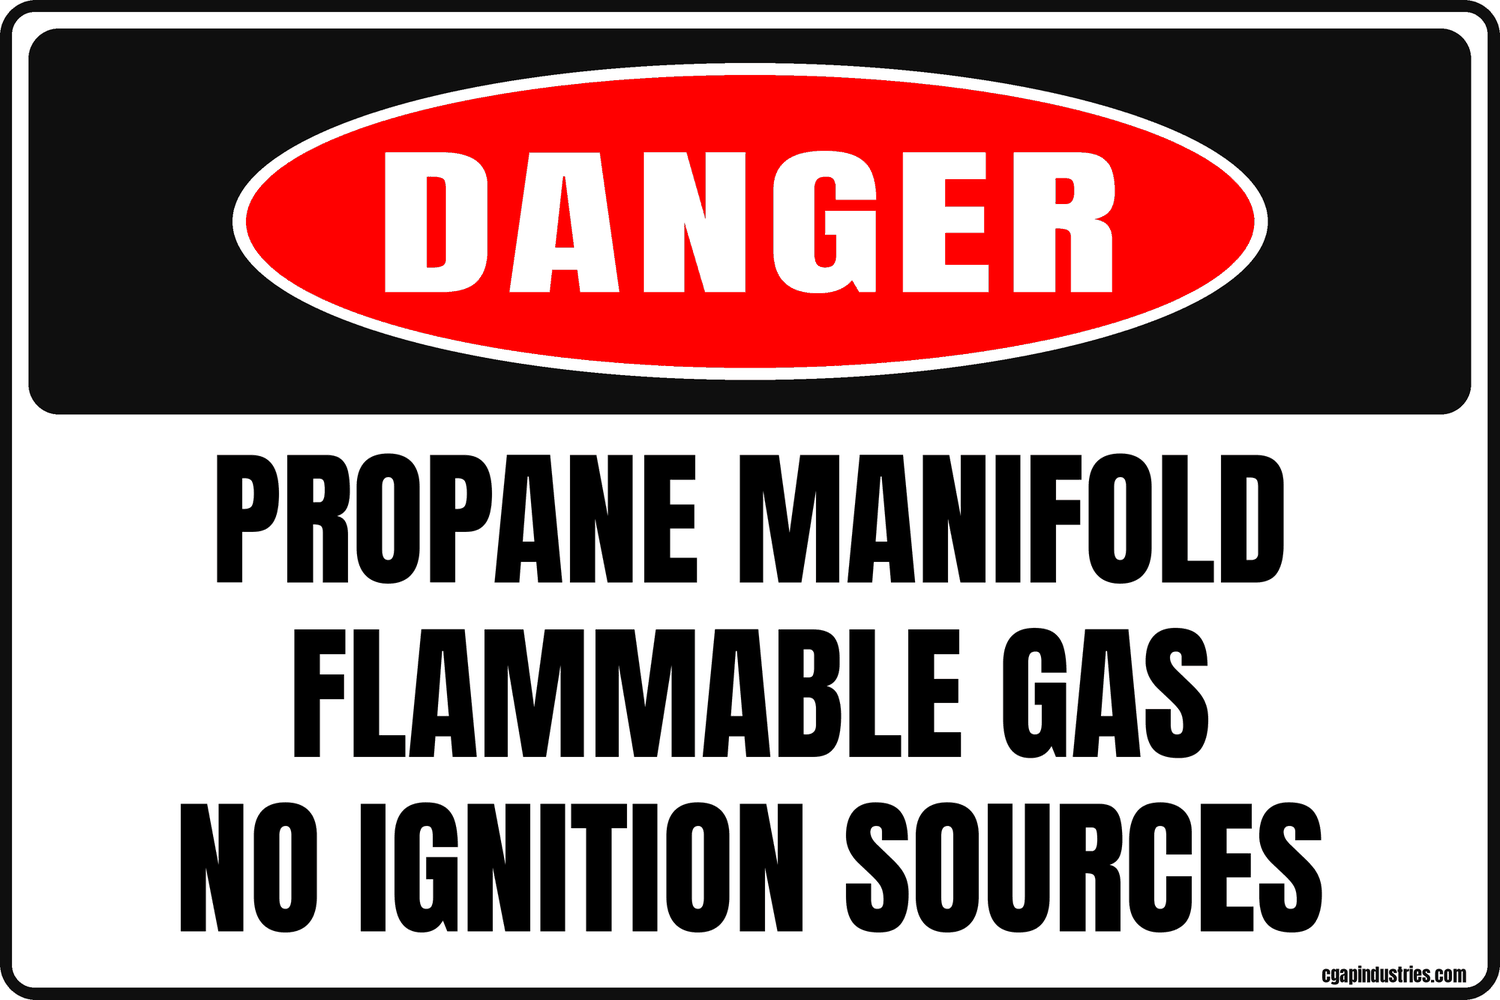 DANGER
PROPANE MANIFOLD
FLAMMABLE GAS
NO IGNITION SOURCES
cgapindustries.com